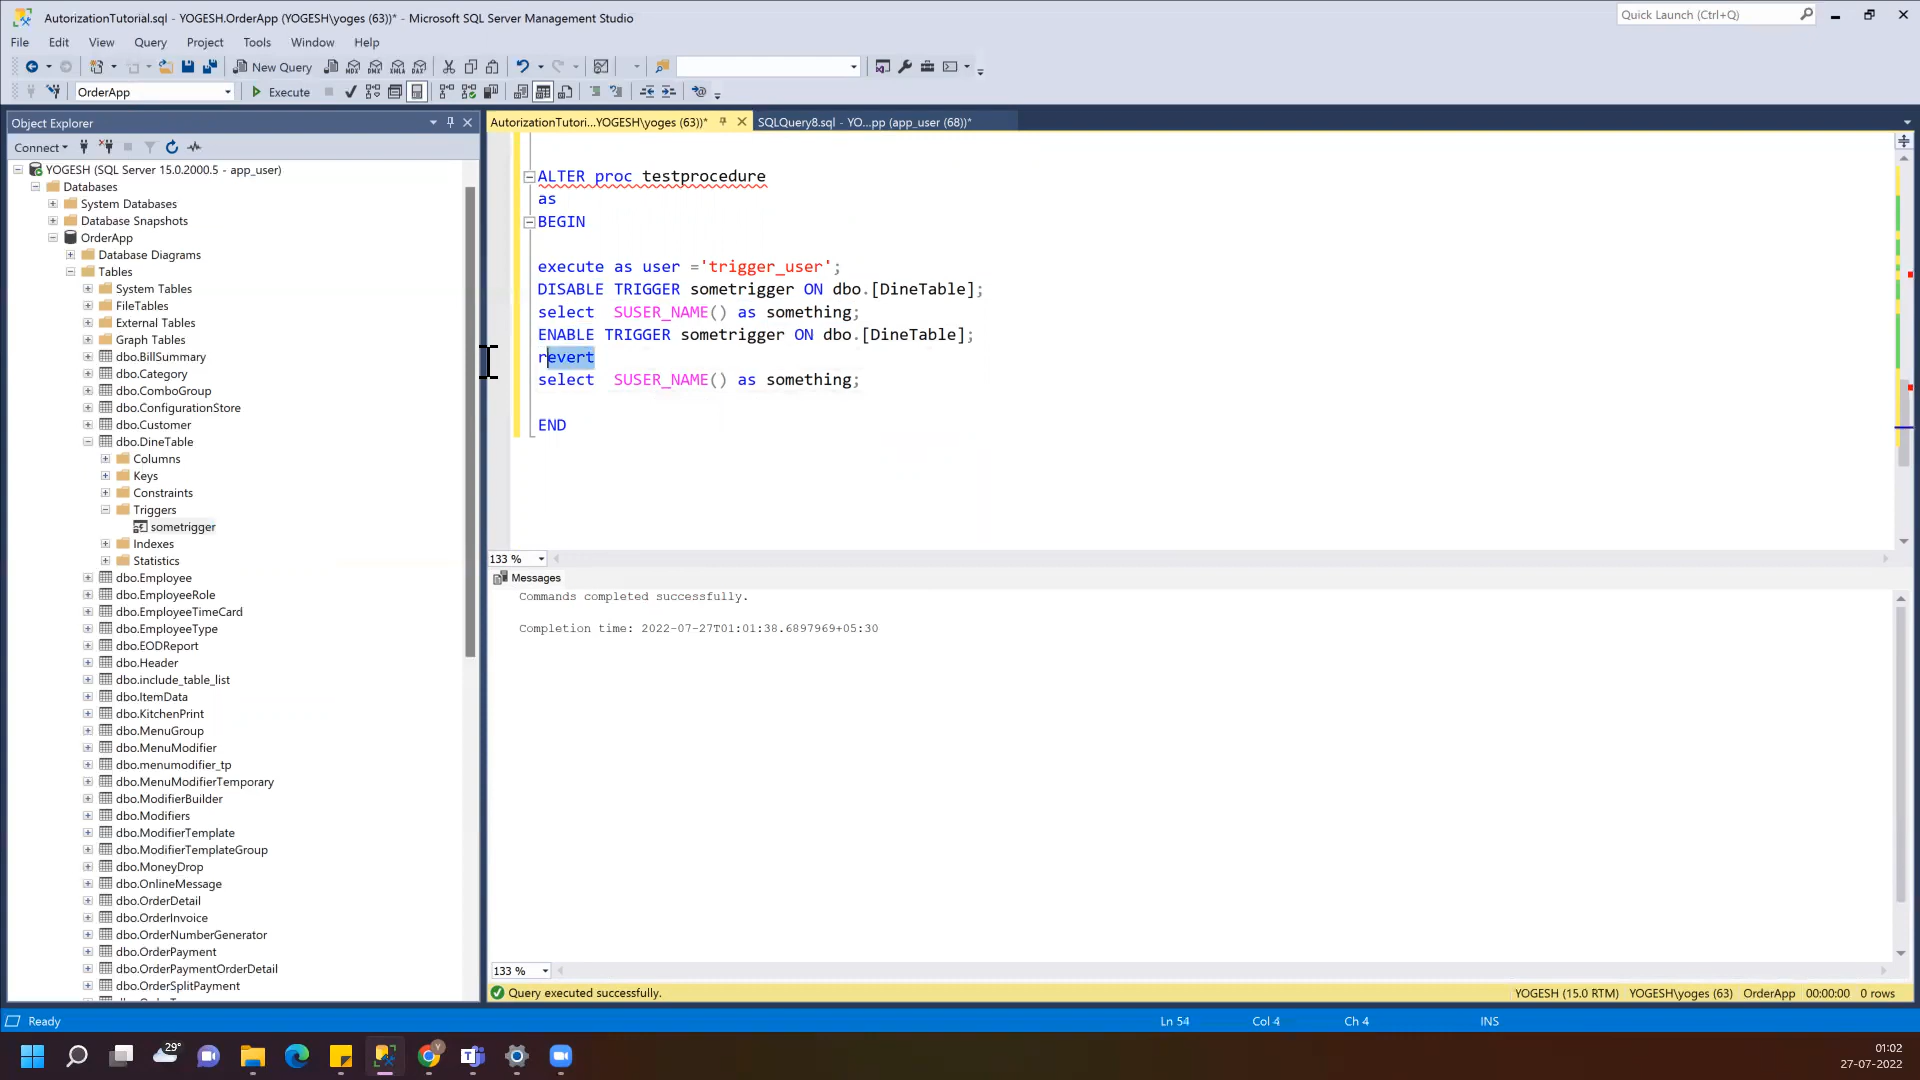 AutorizationTutorial.sql - YOGESH.OrderApp (YOGESH\yoges (63))* - Microsoft SQL Server Management Studio
Quick Launch (Ctrl+Q)
File Edit View Query Project Tools Window Help
New Query
OrderApp
Execute
Object Explorer
AutorizationTutori...YOGESH\yoges (63))*
SQLQuery8.sql - YO...pp (app_user (68))*
Connect
YOGESH (SQL Server 15.0.2000.5 - app_user)
Databases
System Databases
Database Snapshots
OrderApp
Database Diagrams
Tables
System Tables
FileTables
External Tables
Graph Tables
dbo.BillSummary
dbo.Category
dbo.ComboGroup
dbo.ConfigurationStore
dbo.Customer
dbo.DineTable
Columns
Keys
Constraints
Triggers
sometrigger
Indexes
Statistics
dbo.Employee
dbo.EmployeeRole
dbo.EmployeeTimeCard
dbo.EmployeeType
dbo.EODReport
dbo.Header
dbo.include_table_list
dbo.ItemData
dbo.KitchenPrint
dbo.MenuGroup
dbo.MenuModifier
dbo.menumodifier_tp
dbo.MenuModifierTemporary
dbo.ModifierBuilder
dbo.Modifiers
dbo.ModifierTemplate
dbo.ModifierTemplateGroup
dbo.MoneyDrop
dbo.OnlineMessage
dbo.OrderDetail
dbo.OrderInvoice
dbo.OrderNumberGenerator
dbo.OrderPayment
dbo.OrderPaymentOrderDetail
dbo.OrderSplitPayment
ALTER proc testprocedure
as
BEGIN
execute as user ='trigger_user';
DISABLE TRIGGER sometrigger ON dbo.[DineTable];
select  SUSER_NAME() as something;
ENABLE TRIGGER sometrigger ON dbo.[DineTable];
revert
select  SUSER_NAME() as something;
END
133 %
Messages
Commands completed successfully.
Completion time: 2022-07-27T01:01:38.6897969+05:30
133 %
Query executed successfully.
YOGESH (15.0 RTM) YOGESH\yoges (63) OrderApp 00:00:00 0 rows
Ready
Ln 54 Col 4 Ch 4 INS
29°
01:02
27-07-2022